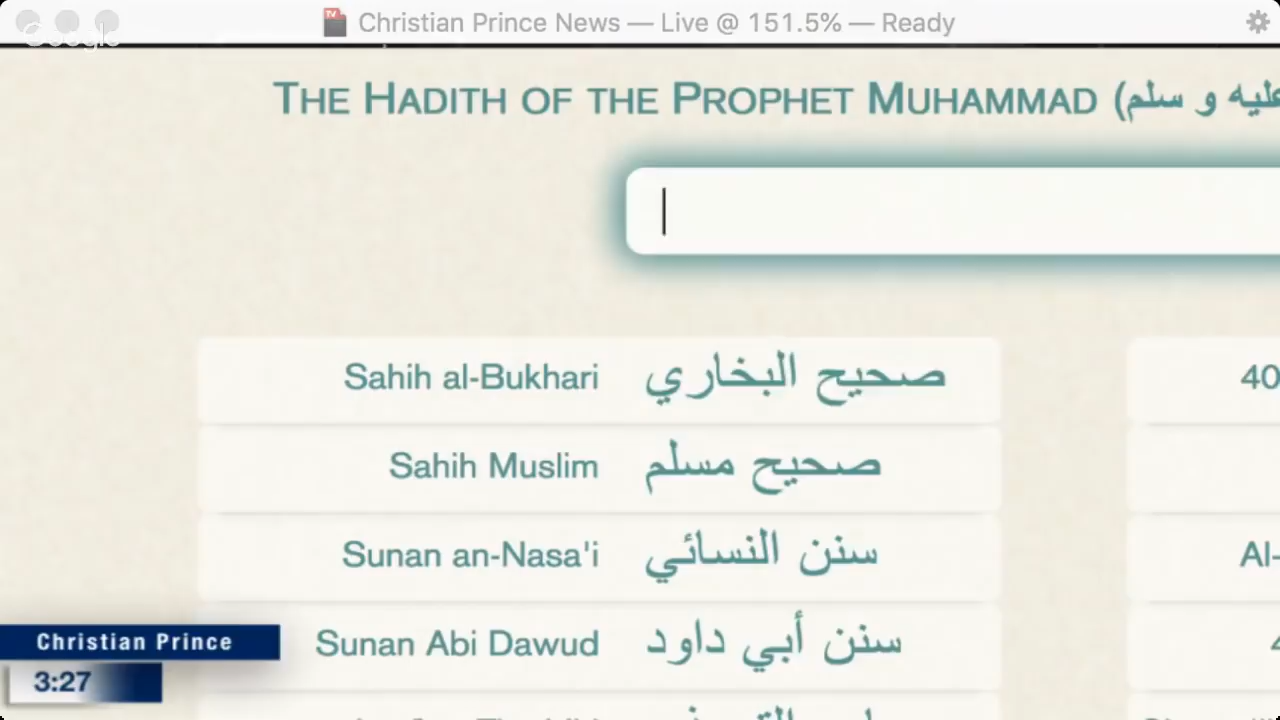 Christian Prince News — Live @ 151.5% — Ready
Google
THE HADITH OF THE PROPHET MUHAMMAD (عليه و سلم
Sahih al-Bukhari صحيح البخاري
40
Sahih Muslim صحيح مسلم
Sunan an-Nasa'i سنن النسائي
Al-
Christian Prince
Sunan Abi Dawud سنن أبي داود
3:27